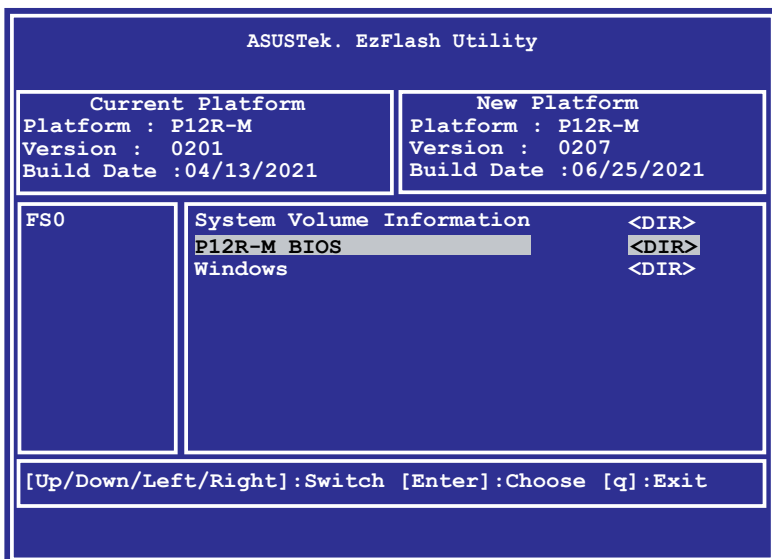 ASUSTek. EzFlash Utility
Current Platform
Platform : P12R-M
Version : 0201
Build Date :04/13/2021
New Platform
Platform : P12R-M
Version : 0207
Build Date :06/25/2021
FS0
System Volume Information <DIR>
P12R-M BIOS <DIR>
Windows <DIR>
[Up/Down/Left/Right]:Switch [Enter]:Choose [q]:Exit